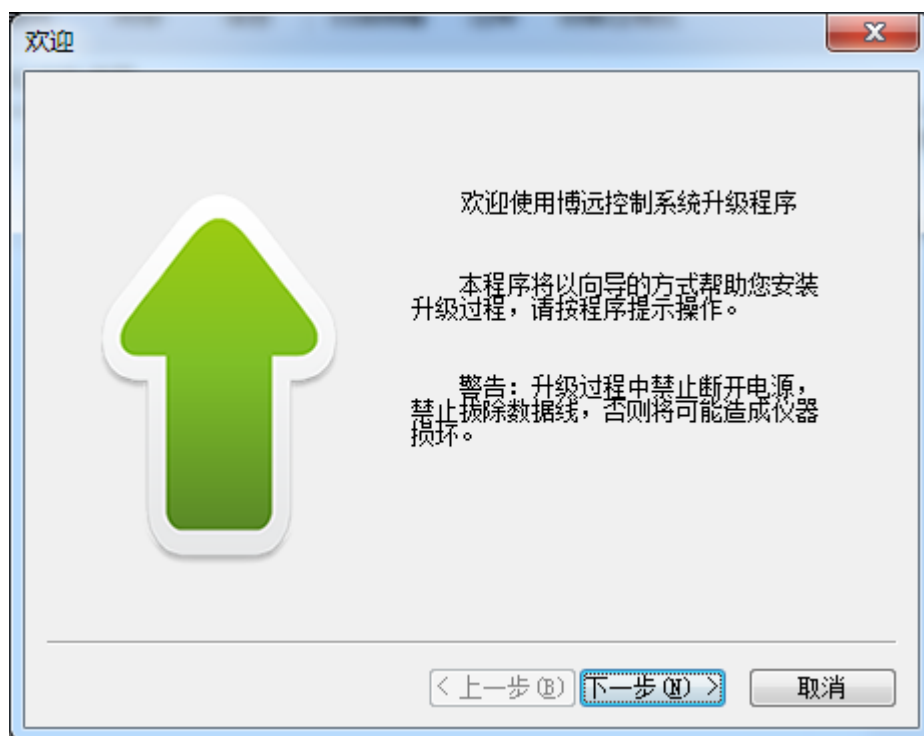 欢迎
欢迎使用博远控制系统升级程序
本程序将以向导的方式帮助您安装
升级过程，请按程序提示操作。
警告：升级过程中禁止断开电源，
禁止拔除数据线，否则将可能造成仪器
损坏。
< 上一步(B)
下一步(N) >
取消